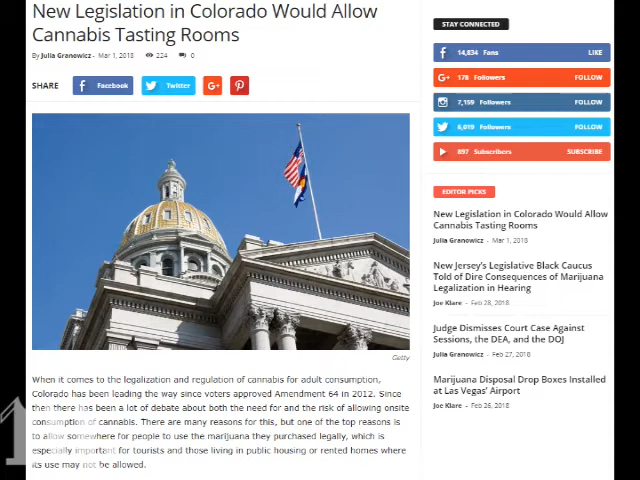 New Legislation in Colorado Would Allow
Cannabis Tasting Rooms
By Julia Granowicz - Mar 1, 2018 224 0
SHARE Facebook Twitter
Getty
When it comes to the legalization and regulation of cannabis for adult consumption,
Colorado has been leading the way since voters approved Amendment 64 in 2012. Since
then there has been a lot of debate about both the need for and the risk of allowing onsite
consumption of cannabis. There are many reasons for this, but one of the top reasons is
to allow somewhere for people to use the marijuana they purchased legally, which is
especially important for tourists and those living in public housing or rented homes where
its use may not be allowed.
STAY CONNECTED
14,834 Fans LIKE
178 Followers FOLLOW
7,159 Followers FOLLOW
6,019 Followers FOLLOW
897 Subscribers SUBSCRIBE
EDITOR PICKS
New Legislation in Colorado Would Allow
Cannabis Tasting Rooms
Julia Granowicz - Mar 1, 2018
New Jersey's Legislative Black Caucus
Told of Dire Consequences of Marijuana
Legalization in Hearing
Joe Klare - Feb 28, 2018
Judge Dismisses Court Case Against
Sessions, the DEA, and the DOJ
Julia Granowicz - Feb 27, 2018
Marijuana Disposal Drop Boxes Installed
at Las Vegas' Airport
Joe Klare - Feb 26, 2018